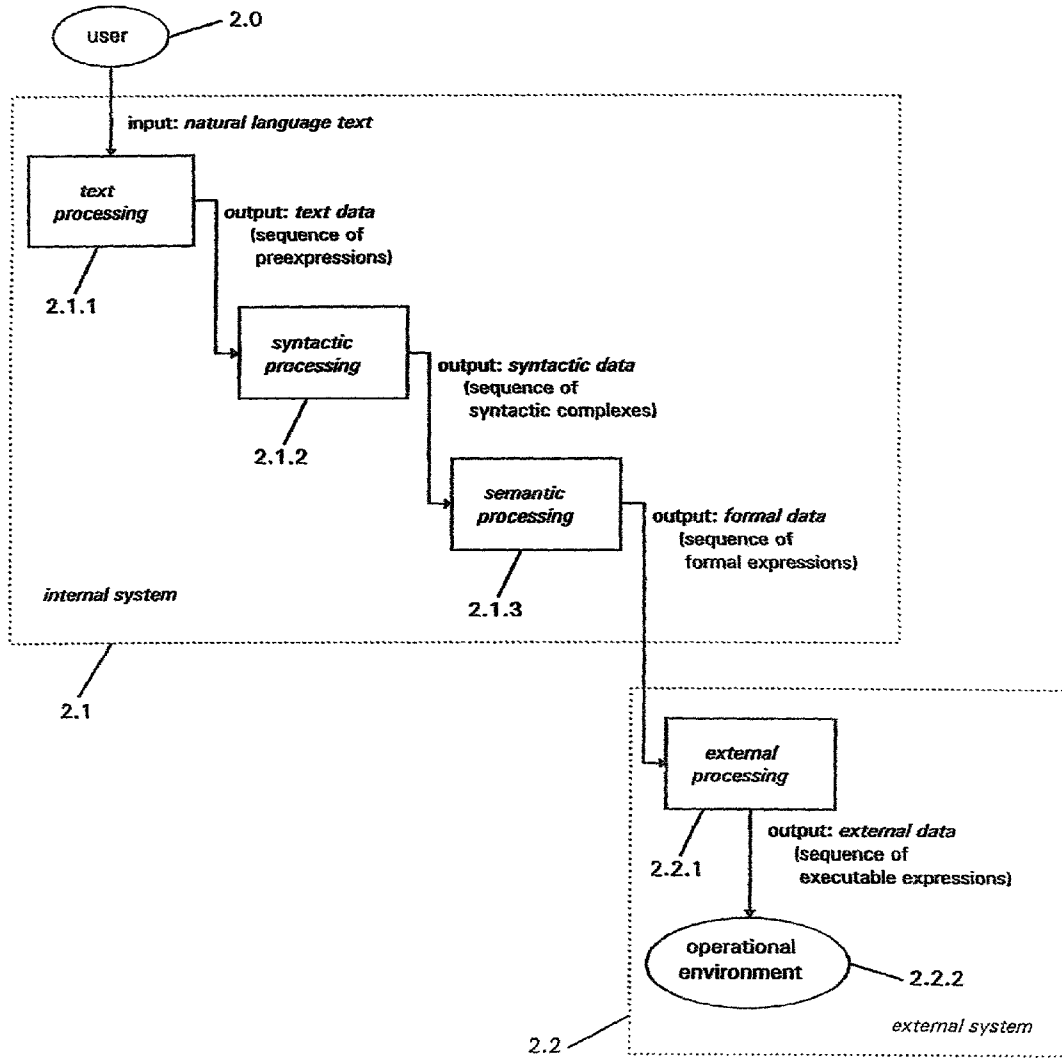 user
2.0
input: natural language text
text
processing
output: text data
(sequence of
preexpressions)
2.1.1
syntactic
processing
output: syntactic data
(sequence of
syntactic complexes)
2.1.2
semantic
processing
output: formal data
(sequence of
formal expressions)
internal system
2.1.3
2.1
external
processing
output: external data
(sequence of
executable expressions)
2.2.1
operational
environment
2.2.2
external system
2.2